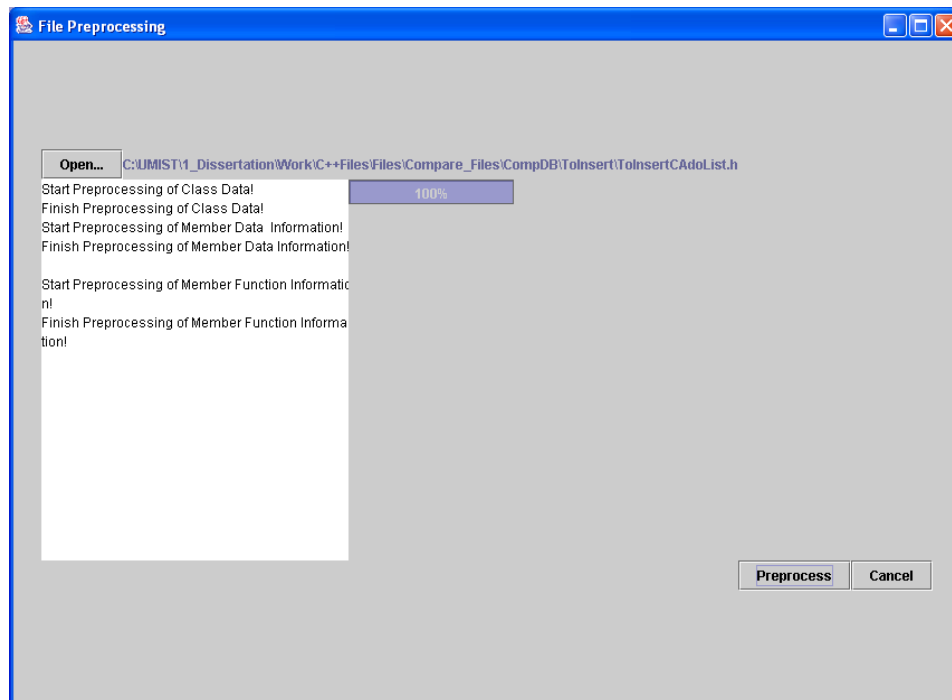 File Preprocessing
Open... C:\UMIST\1_Dissertation\Work\C++Files\Files\Compare_Files\CompDB\ToInsert\ToInsertCAdoList.h
Start Preprocessing of Class Data!
100%
Finish Preprocessing of Class Data!
Start Preprocessing of Member Data  Information!
Finish Preprocessing of Member Data Information!
Start Preprocessing of Member Function Informatio
n!
Finish Preprocessing of Member Function Informa
tion!
Preprocess Cancel